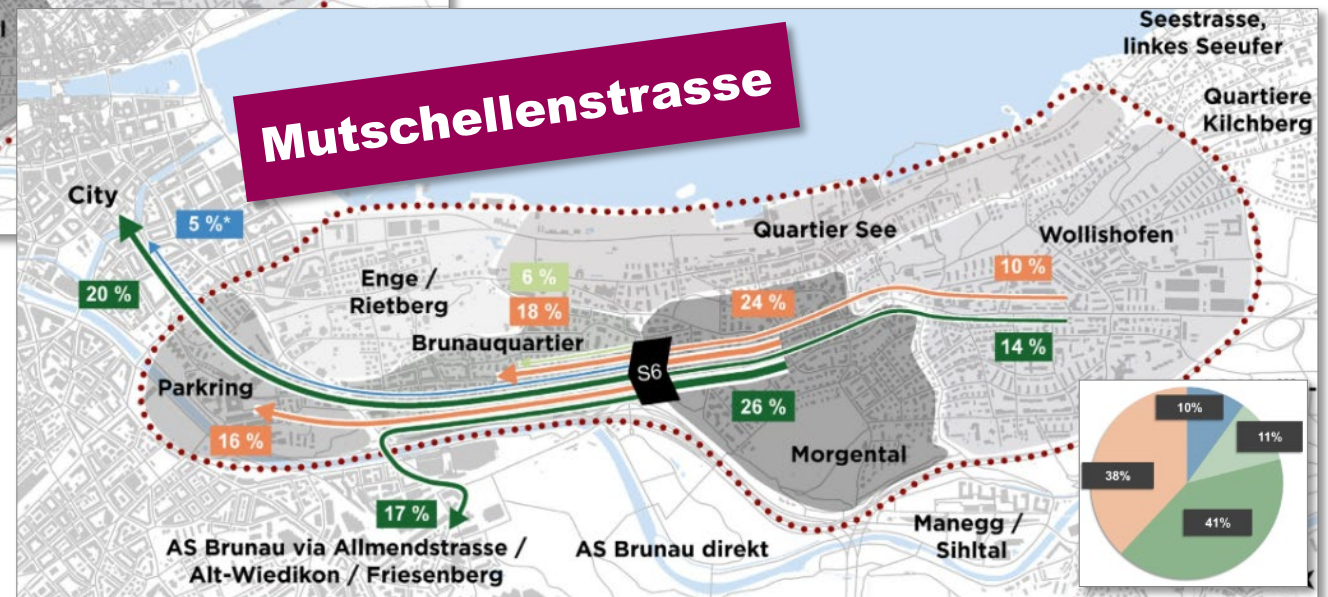 Seestrasse,
linkes Seeufer
Mutschellenstrasse
Quartiere
Kilchberg
City
5 %*
Quartier See
Wollishofen
Enge /
Rietberg
6 %
10 %
20 %
18 %
24 %
Brunauquartier
14 %
S6
Parkring
26 %
16 %
10%
11%
Morgental
38%
17 %
41%
Manegg /
Sihltal
AS Brunau via Allmendstrasse /
Alt-Wiedikon / Friesenberg
AS Brunau direkt